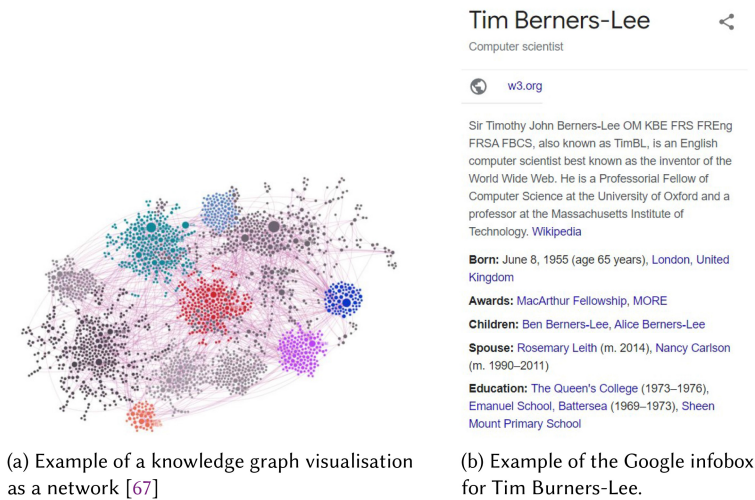 Tim Berners-Lee
Computer scientist
w3.org
Sir Timothy John Berners-Lee OM KBE FRS FREng
FRSA FBCS, also known as TimBL, is an English
computer scientist best known as the inventor of the
World Wide Web. He is a Professorial Fellow of
Computer Science at the University of Oxford and a
professor at the Massachusetts Institute of
Technology. Wikipedia
Born: June 8, 1955 (age 65 years), London, United
Kingdom
Awards: MacArthur Fellowship, MORE
Children: Ben Berners-Lee, Alice Berners-Lee
Spouse: Rosemary Leith (m. 2014), Nancy Carlson
(m. 1990–2011)
Education: The Queen's College (1973–1976),
Emanuel School, Battersea (1969–1973), Sheen
Mount Primary School
(a) Example of a knowledge graph visualisation
as a network [67]
(b) Example of the Google infobox
for Tim Burners-Lee.